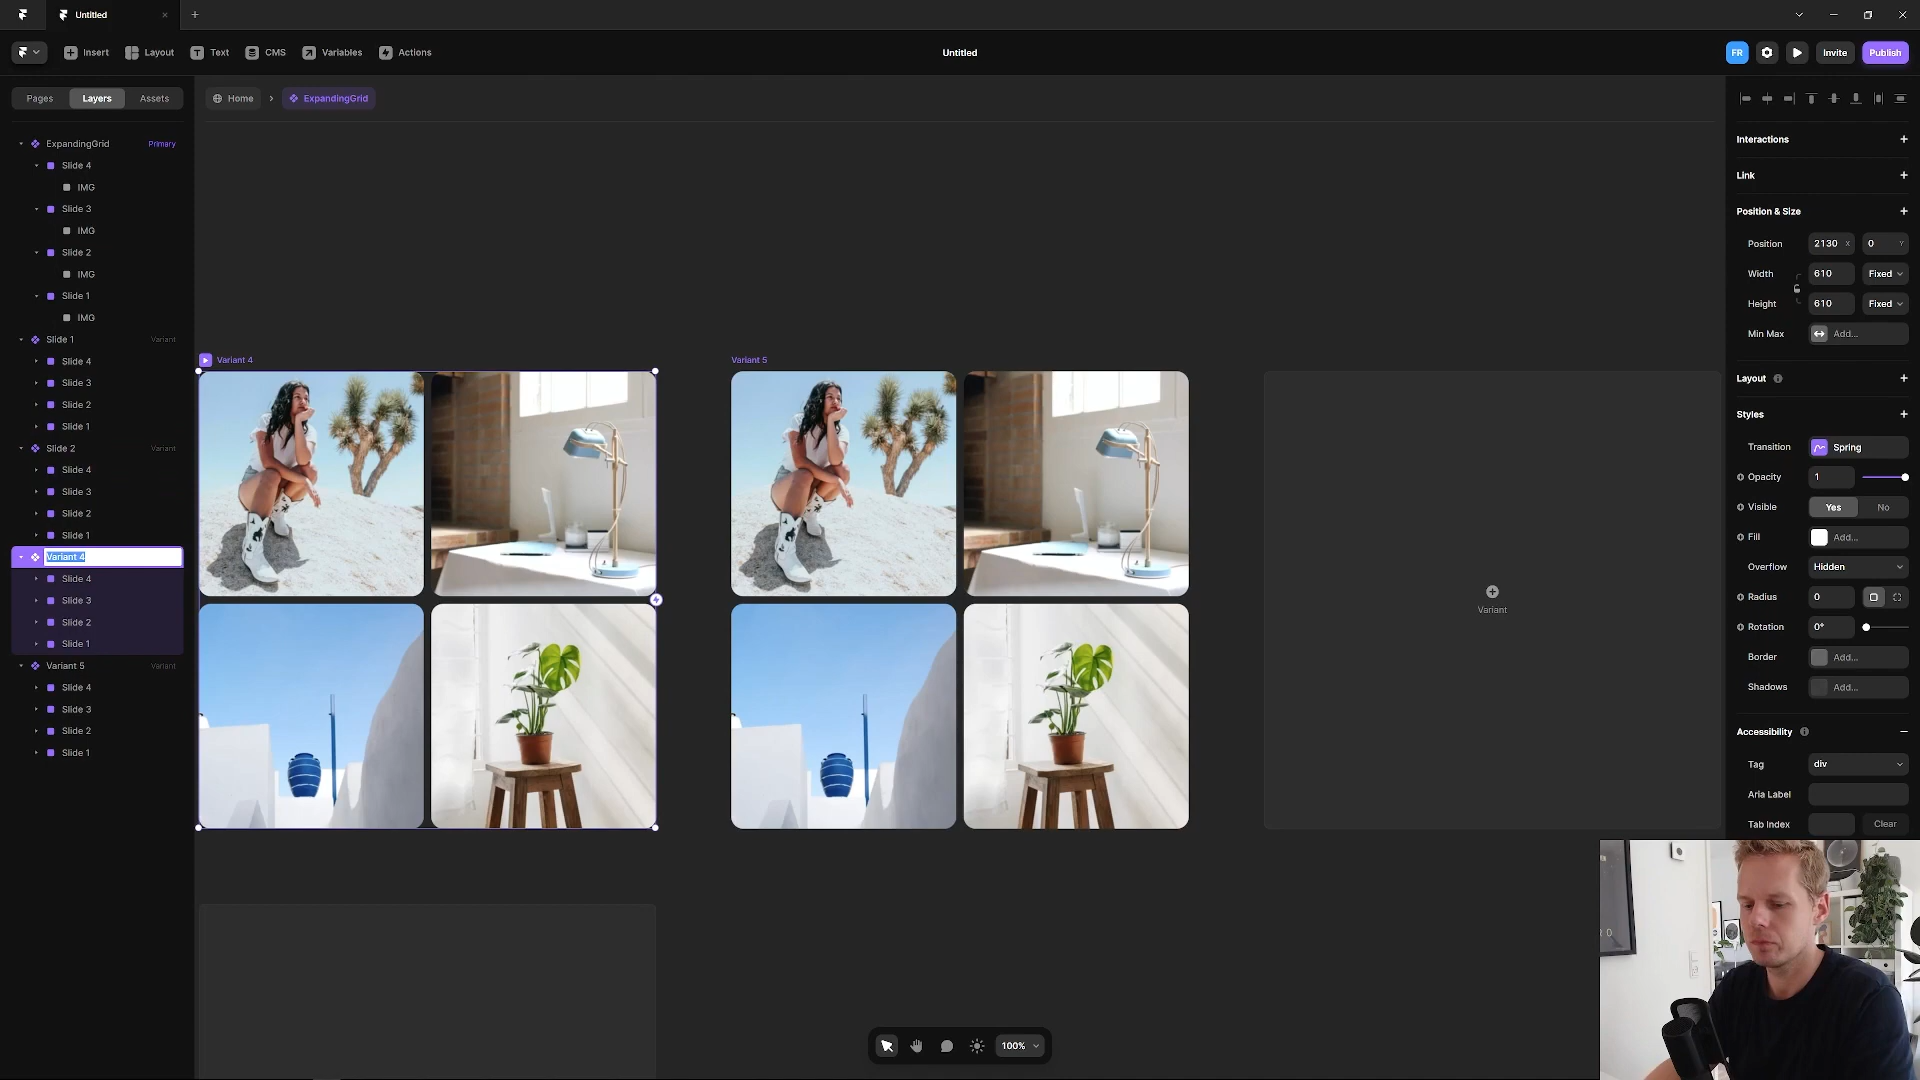 Untitled
Insert
Layout
Text
CMS
Variables
Actions
Untitled
FR
Invite
Publish
Pages
Layers
Assets
Home
ExpandingGrid
ExpandingGrid
Primary
Slide 4
IMG
Slide 3
IMG
Slide 2
IMG
Slide 1
IMG
Slide 1
Variant
Slide 4
Slide 3
Slide 2
Slide 1
Slide 2
Variant
Slide 4
Slide 3
Slide 2
Slide 1
Variant 4
Slide 4
Slide 3
Slide 2
Slide 1
Variant 5
Variant
Slide 4
Slide 3
Slide 2
Slide 1
Variant 4
Variant 5
Variant
100%
Interactions
Link
Position & Size
Position
2130 X
0 Y
Width
610
Fixed
Height
610
Fixed
Min Max
Add...
Layout
Styles
Transition
Spring
Opacity
1
Visible
Yes
No
Fill
Add...
Overflow
Hidden
Radius
0
Rotation
0°
Border
Add...
Shadows
Add...
Accessibility
Tag
div
Aria Label
Tab Index
Clear